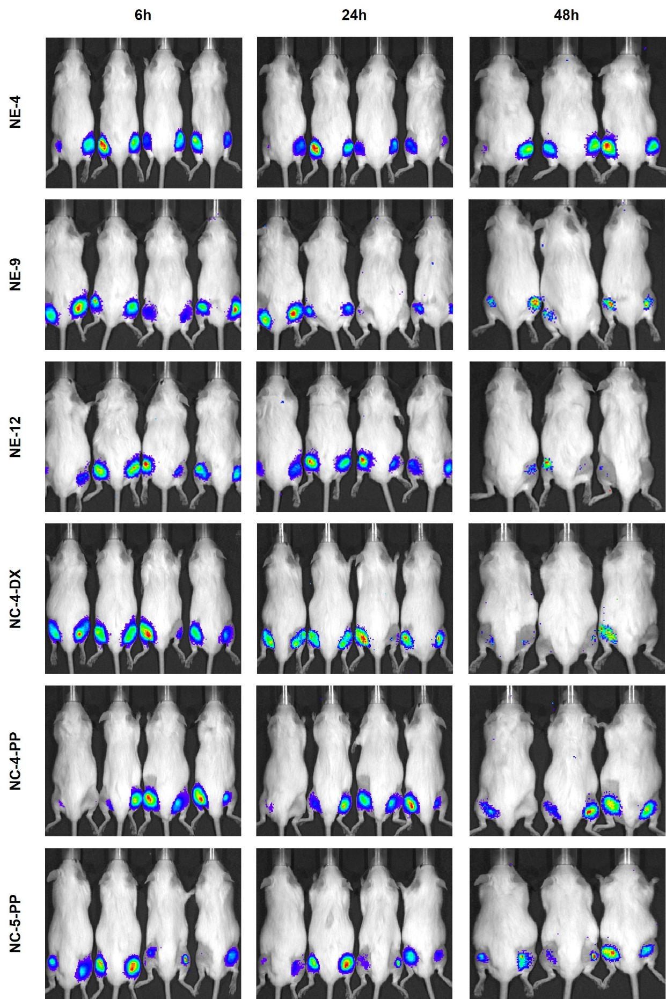 6h 24h 48h
NE-4
NE-9
NE-12
NC-4-DX
NC-4-PP
NC-5-PP